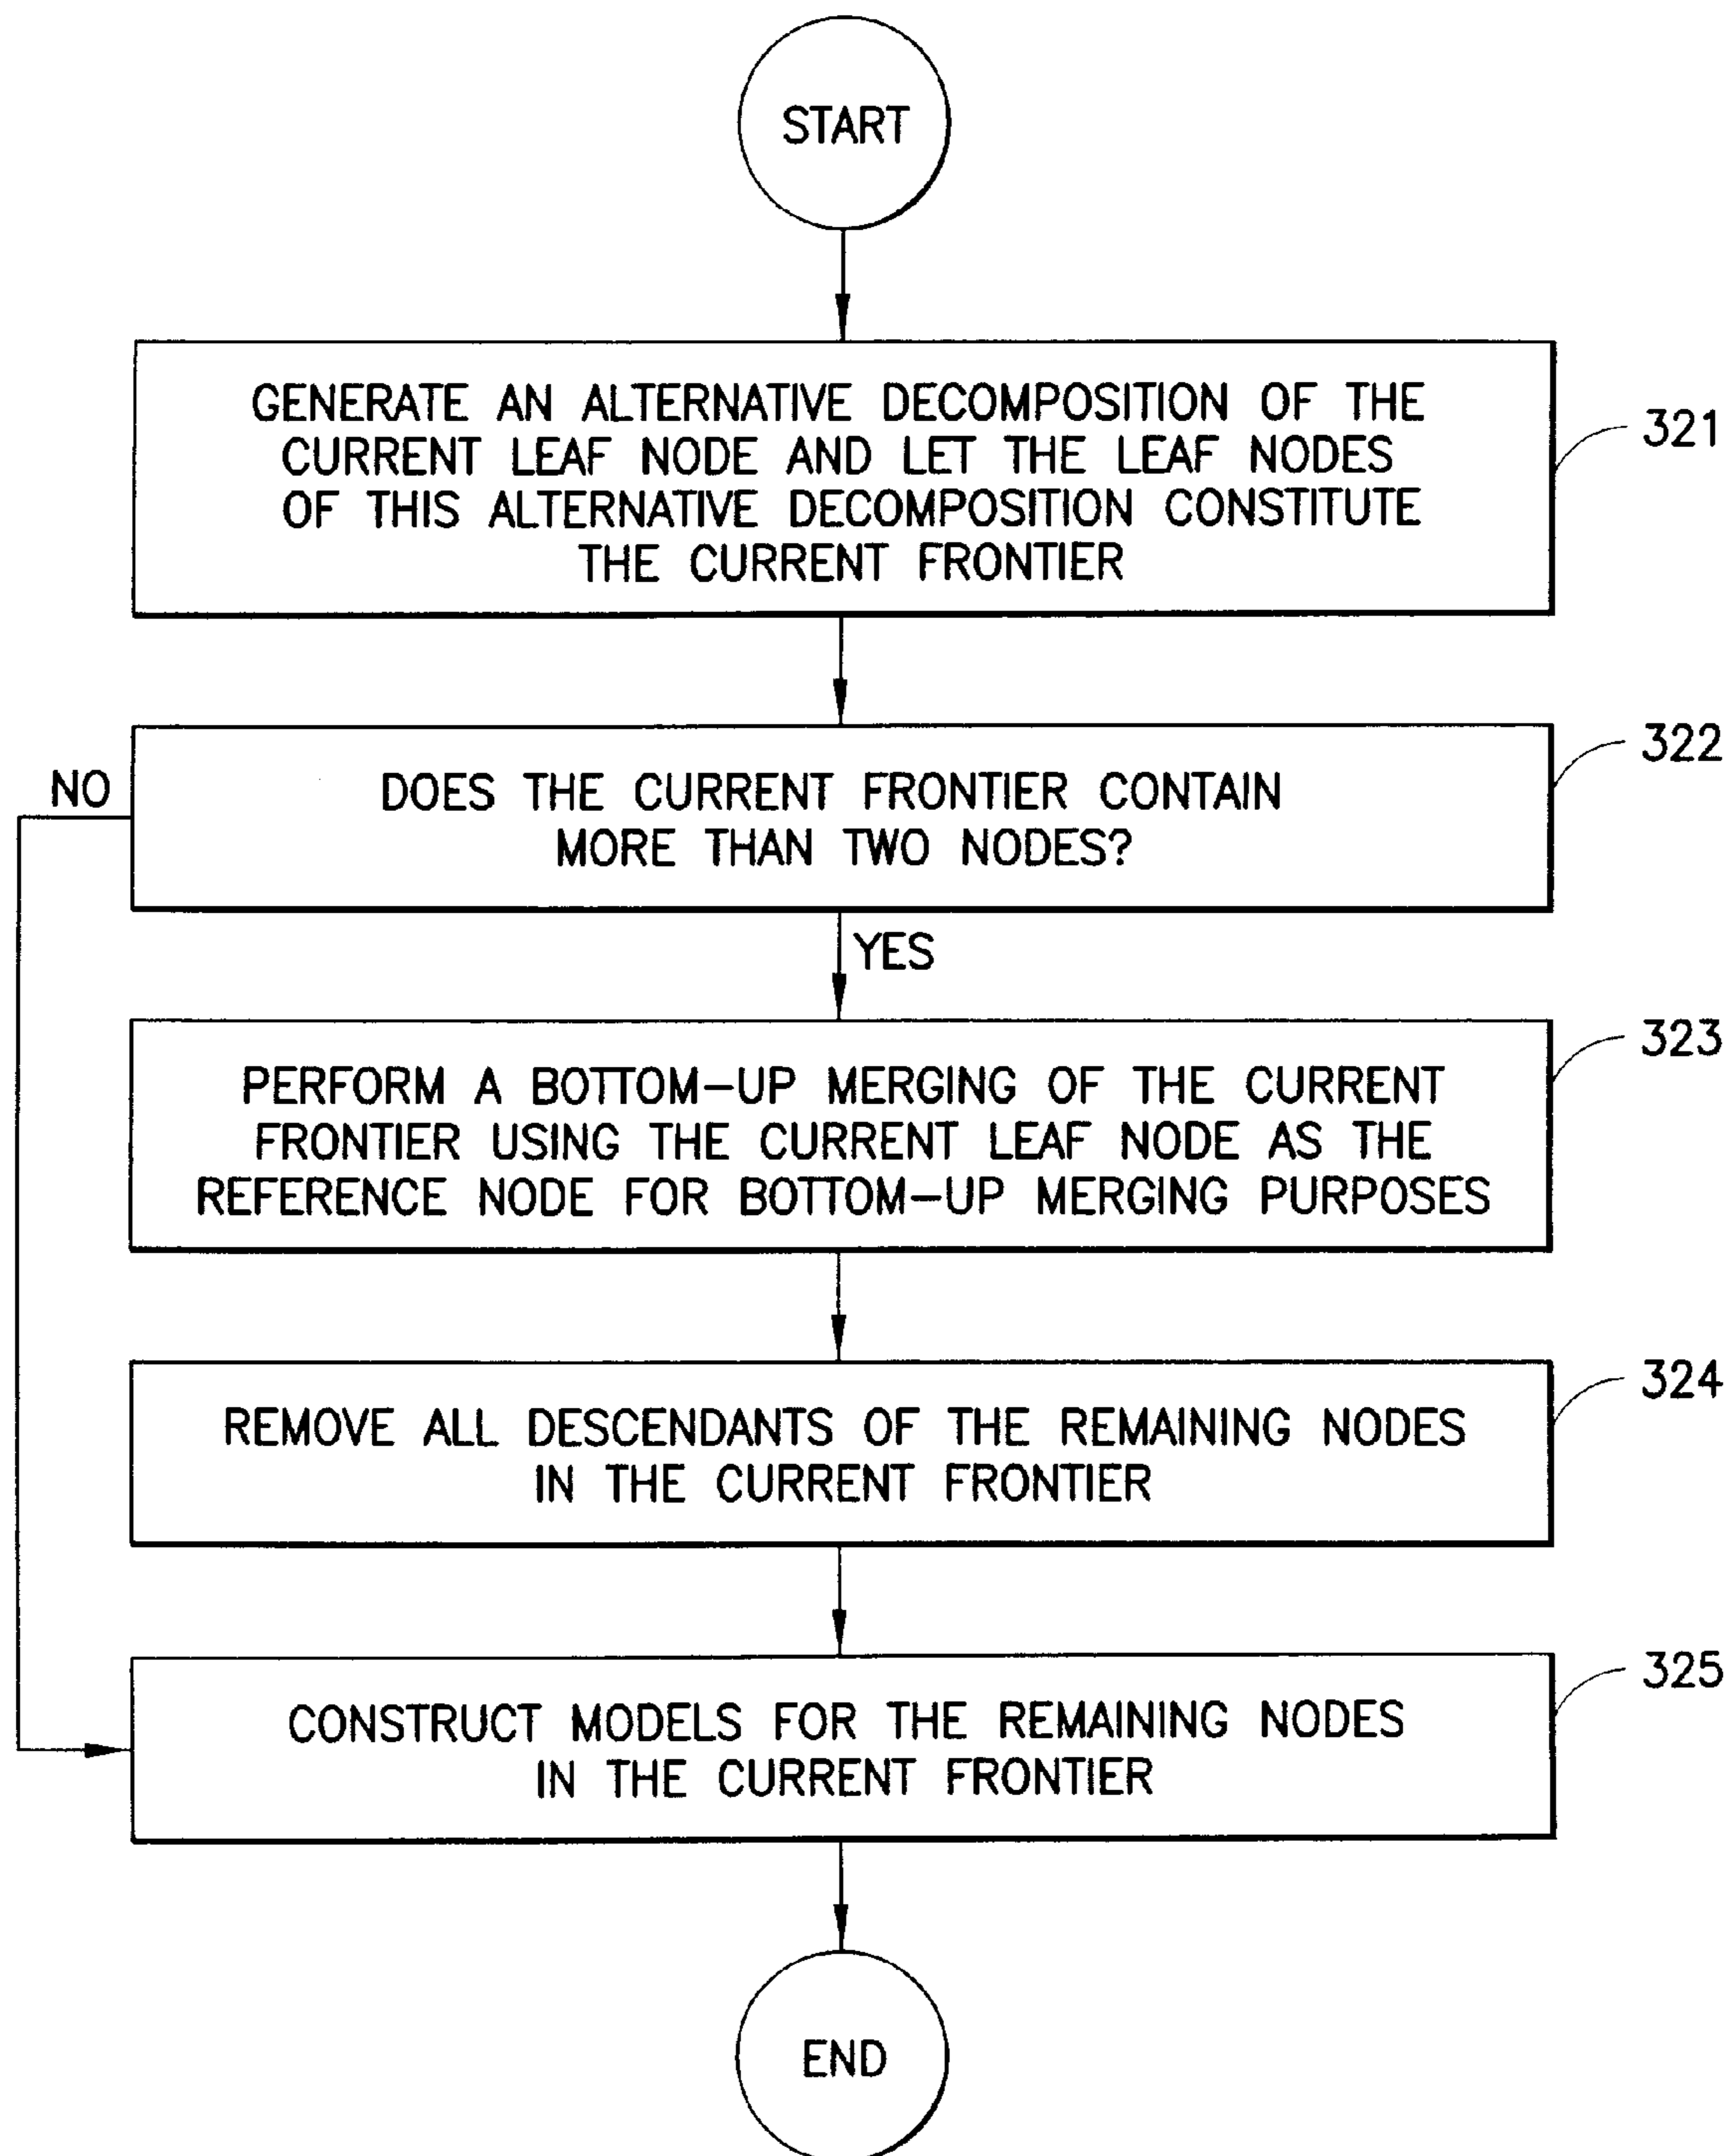 START
GENERATE AN ALTERNATIVE DECOMPOSITION OF THE
CURRENT LEAF NODE AND LET THE LEAF NODES
OF THIS ALTERNATIVE DECOMPOSITION CONSTITUTE
THE CURRENT FRONTIER
321
DOES THE CURRENT FRONTIER CONTAIN
MORE THAN TWO NODES?
322
NO
YES
PERFORM A BOTTOM-UP MERGING OF THE CURRENT
FRONTIER USING THE CURRENT LEAF NODE AS THE
REFERENCE NODE FOR BOTTOM-UP MERGING PURPOSES
323
REMOVE ALL DESCENDANTS OF THE REMAINING NODES
IN THE CURRENT FRONTIER
324
CONSTRUCT MODELS FOR THE REMAINING NODES
IN THE CURRENT FRONTIER
325
END